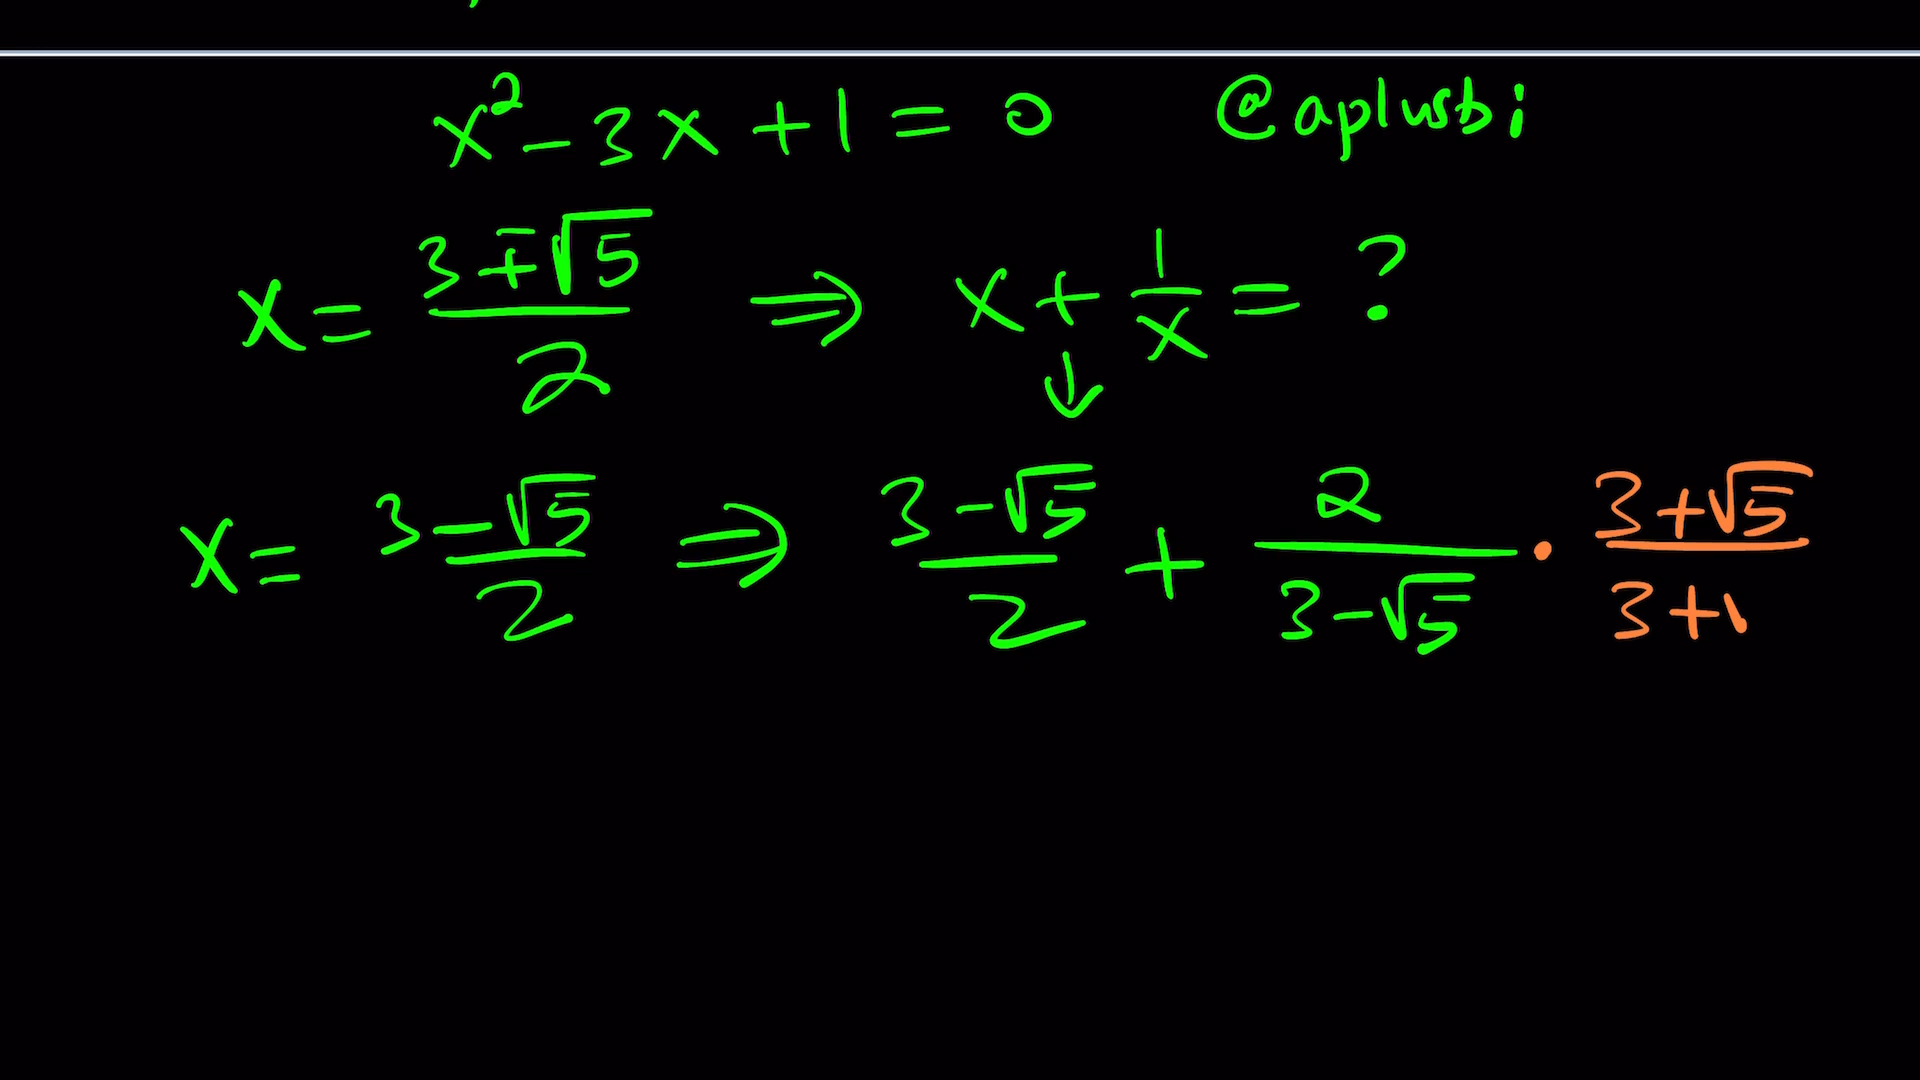 x² - 3x + 1 = 0 @aplusbi
x = (3 ∓ √5)/2 ⇒ x + 1/x = ?
↓
x = (3 - √5)/2 ⇒ (3 - √5)/2 + 2/(3 - √5) · (3 + √5)/(3 +